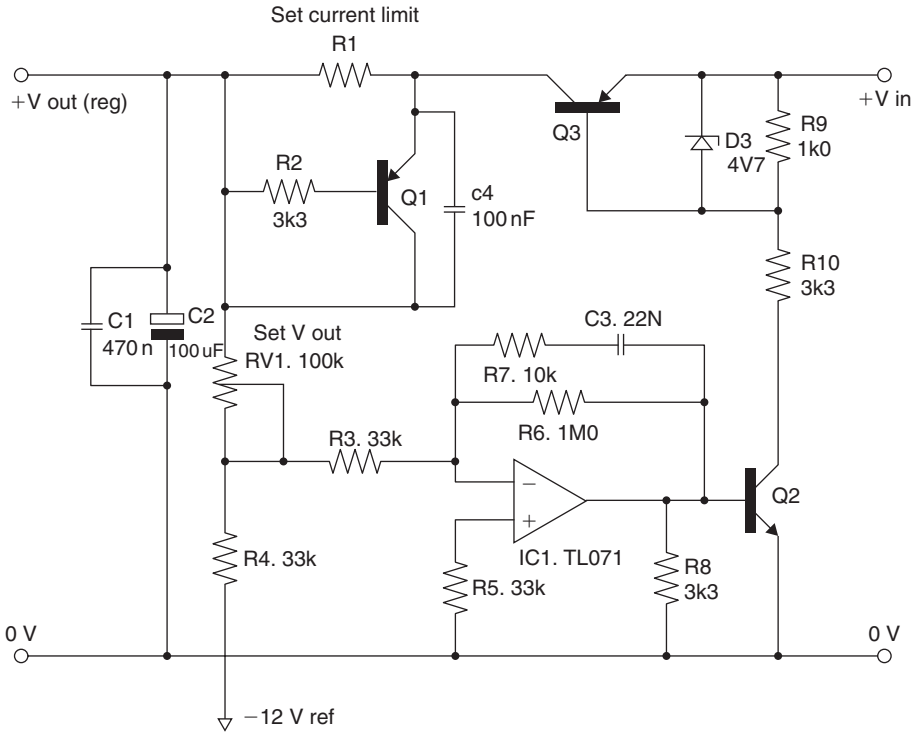 Set current limit
R1
+V out (reg)
+V in
Q3
D3
4V7
R9
1k0
R2
3k3
Q1
c4
100 nF
R10
3k3
C1
470 n
C2
100 uF
Set V out
RV1. 100k
C3. 22N
R7. 10k
R6. 1M0
R3. 33k
−
+
Q2
IC1. TL071
R4. 33k
R5. 33k
R8
3k3
0 V
0 V
−12 V ref